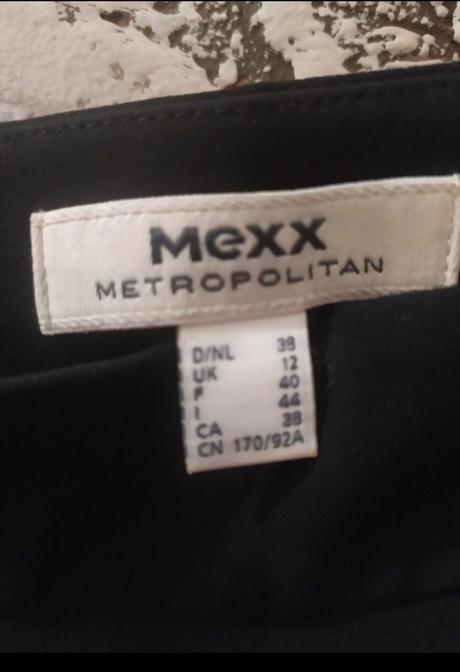 Mexx
METROPOLITAN
D/NL 38
UK 12
F 40
I 44
CA 38
CN 170/92A